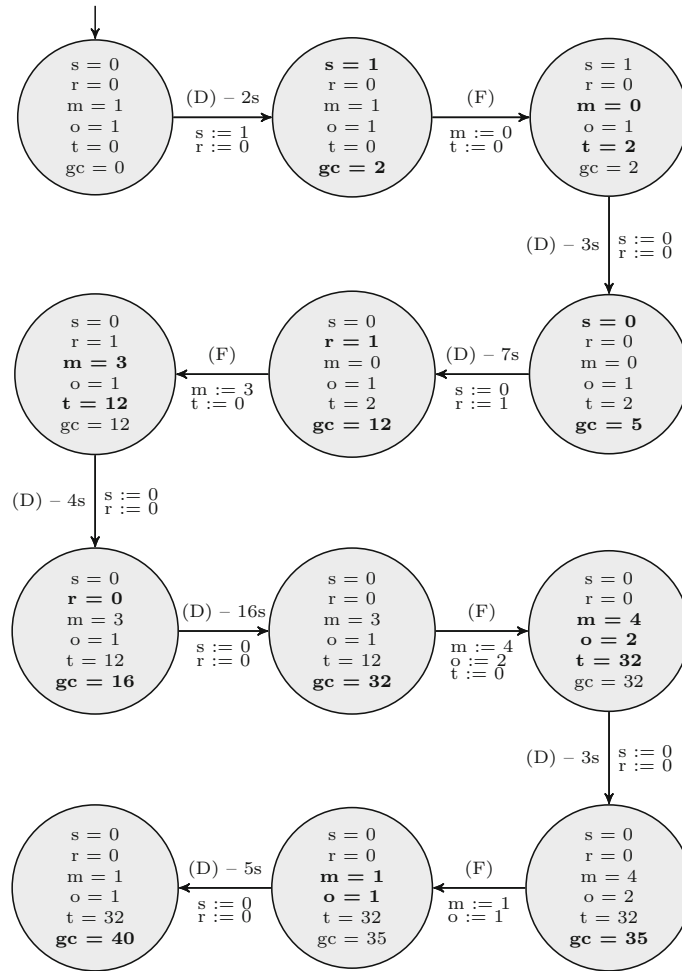 s = 0
r = 0
m = 1
o = 1
t = 0
gc = 0
(D) – 2s
s := 1
r := 0
s = 1
r = 0
m = 1
o = 1
t = 0
gc = 2
(F)
m := 0
t := 0
s = 1
r = 0
m = 0
o = 1
t = 2
gc = 2
(D) – 3s
s := 0
r := 0
s = 0
r = 0
m = 0
o = 1
t = 2
gc = 5
(D) – 7s
s := 0
r := 1
s = 0
r = 1
m = 0
o = 1
t = 2
gc = 12
(F)
m := 3
t := 0
s = 0
r = 1
m = 3
o = 1
t = 12
gc = 12
(D) – 4s
s := 0
r := 0
s = 0
r = 0
m = 3
o = 1
t = 12
gc = 16
(D) – 16s
s := 0
r := 0
s = 0
r = 0
m = 3
o = 1
t = 12
gc = 32
(F)
m := 4
o := 2
t := 0
s = 0
r = 0
m = 4
o = 2
t = 32
gc = 32
(D) – 3s
s := 0
r := 0
s = 0
r = 0
m = 4
o = 2
t = 32
gc = 35
(F)
m := 1
o := 1
s = 0
r = 0
m = 1
o = 1
t = 32
gc = 35
(D) – 5s
s := 0
r := 0
s = 0
r = 0
m = 1
o = 1
t = 32
gc = 40